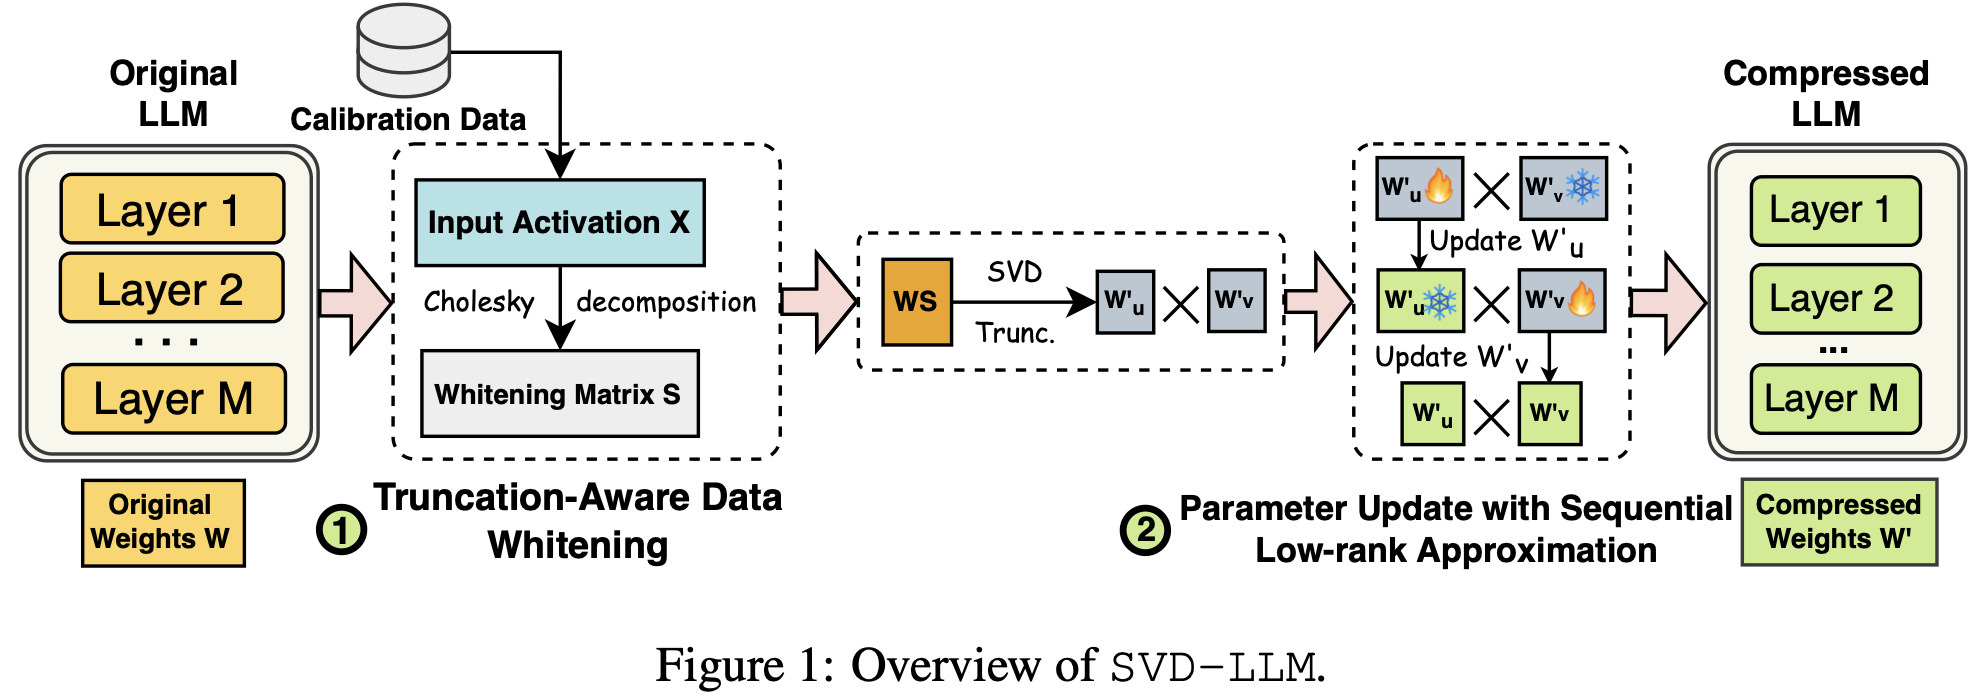 Original
LLM
Layer 1
Layer 2
. . .
Layer M
Original
Weights W
Calibration Data
Input Activation X
Cholesky decomposition
Whitening Matrix S
1 Truncation-Aware Data
Whitening
WS
SVD
Trunc.
W'u × W'v
W'u × W'v
Update W'u
W'u × W'v
Update W'v
W'u × W'v
2 Parameter Update with Sequential
Low-rank Approximation
Compressed
LLM
Layer 1
Layer 2
...
Layer M
Compressed
Weights W'
Figure 1: Overview of SVD-LLM.